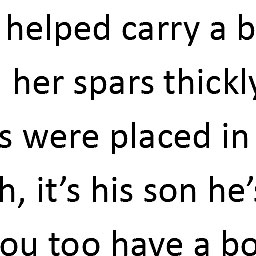 helped carry a b
her spars thickly
s were placed in
h, it’s his son he’s
ou too have a bo